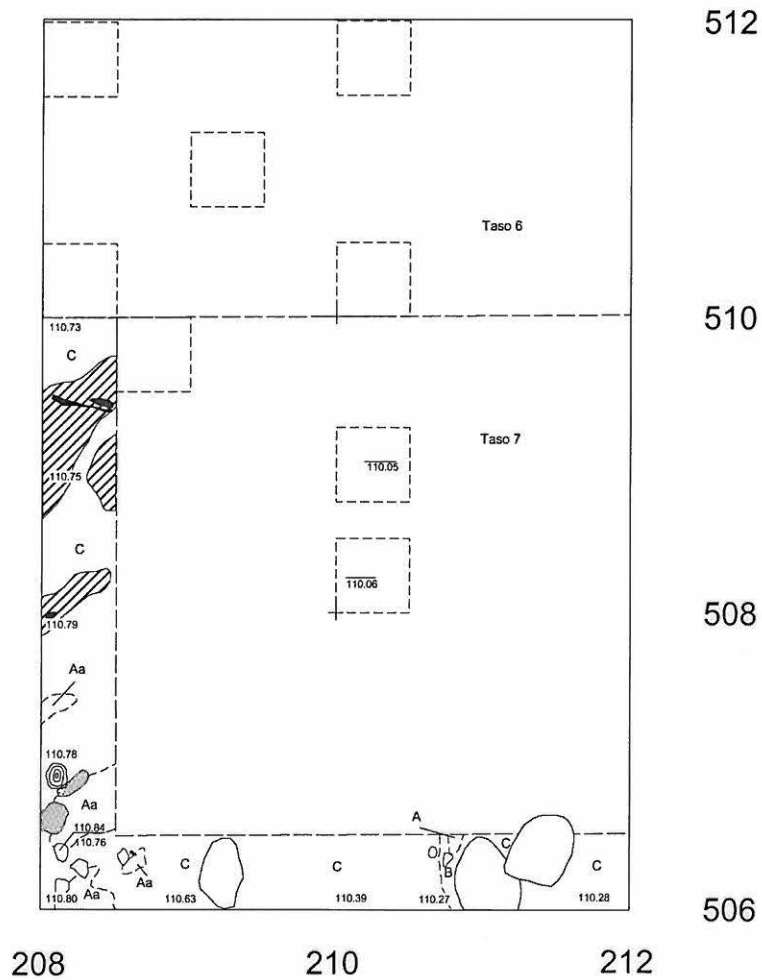 512
Taso 6
510
110.73
C
Taso 7
110.05
110.75
C
110.06
508
110.79
Aa
110.78
Aa
A
110.84
110.76
C
C
O
B
C
C
Aa
Aa
110.80
110.63
110.39
110.27
110.28
506
208
210
212